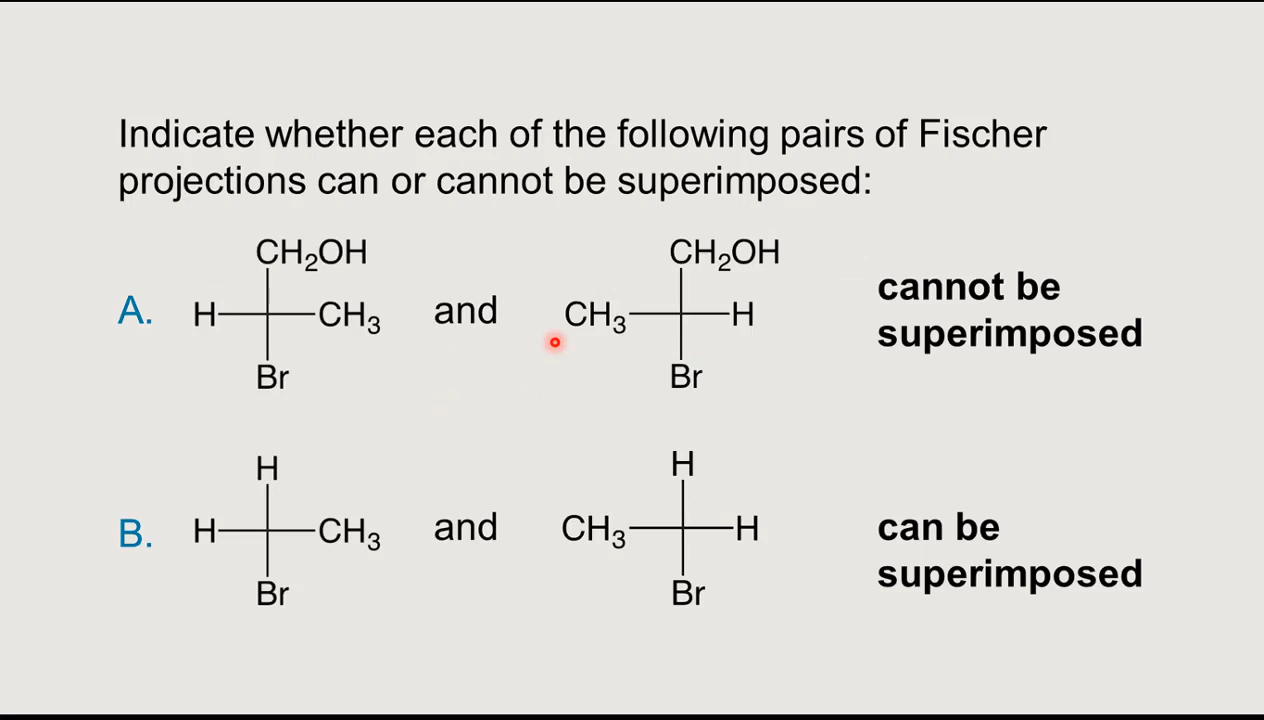 Indicate whether each of the following pairs of Fischer
projections can or cannot be superimposed:
CH₂OH CH₂OH
A. H CH₃ and CH₃ H cannot be
superimposed
Br Br
H H
B. H CH₃ and CH₃ H can be
superimposed
Br Br